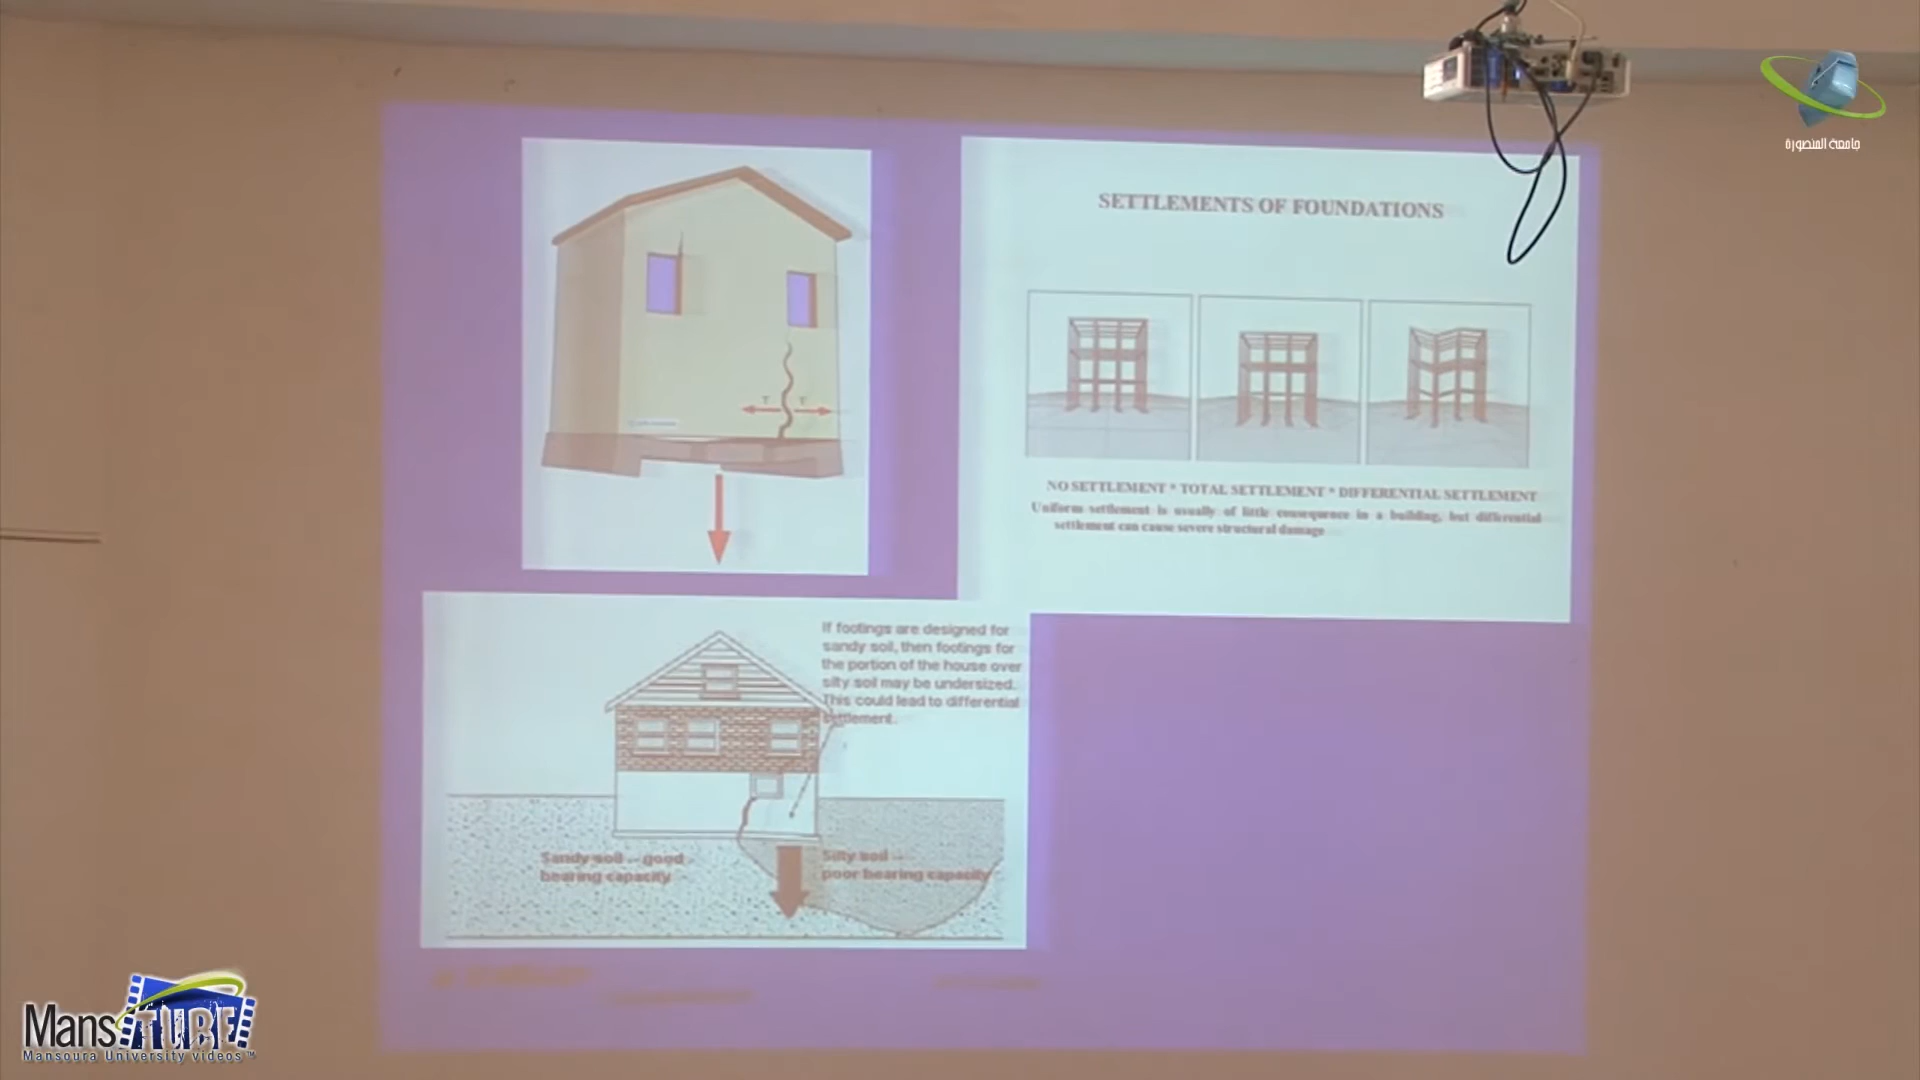 جامعة المنصورة
SETTLEMENTS OF FOUNDATIONS
T T
NO SETTLEMENT * TOTAL SETTLEMENT * DIFFERENTIAL SETTLEMENT
Uniform settlement is usually of little consequence in a building, but differential
settlement can cause severe structural damage
If footings are designed for
sandy soil, then footings for
the portion of the house over
silty soil may be undersized.
This could lead to differential
settlement.
Sandy soil -- good
bearing capacity
Silty soil --
poor bearing capacity
Mans TUBE
Mansoura University videos™